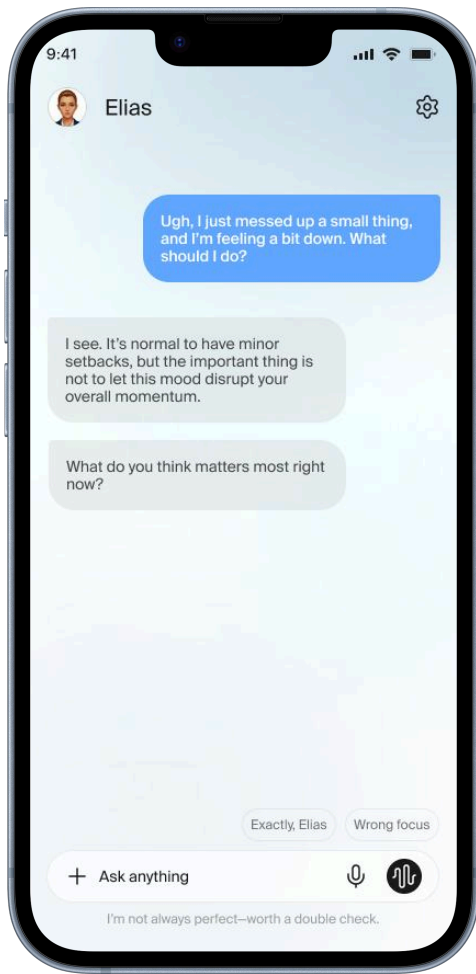 9:41
Elias
Ugh, I just messed up a small thing,
and I'm feeling a bit down. What
should I do?
I see. It's normal to have minor
setbacks, but the important thing is
not to let this mood disrupt your
overall momentum.
What do you think matters most right
now?
Exactly, Elias
Wrong focus
Ask anything
I'm not always perfect—worth a double check.